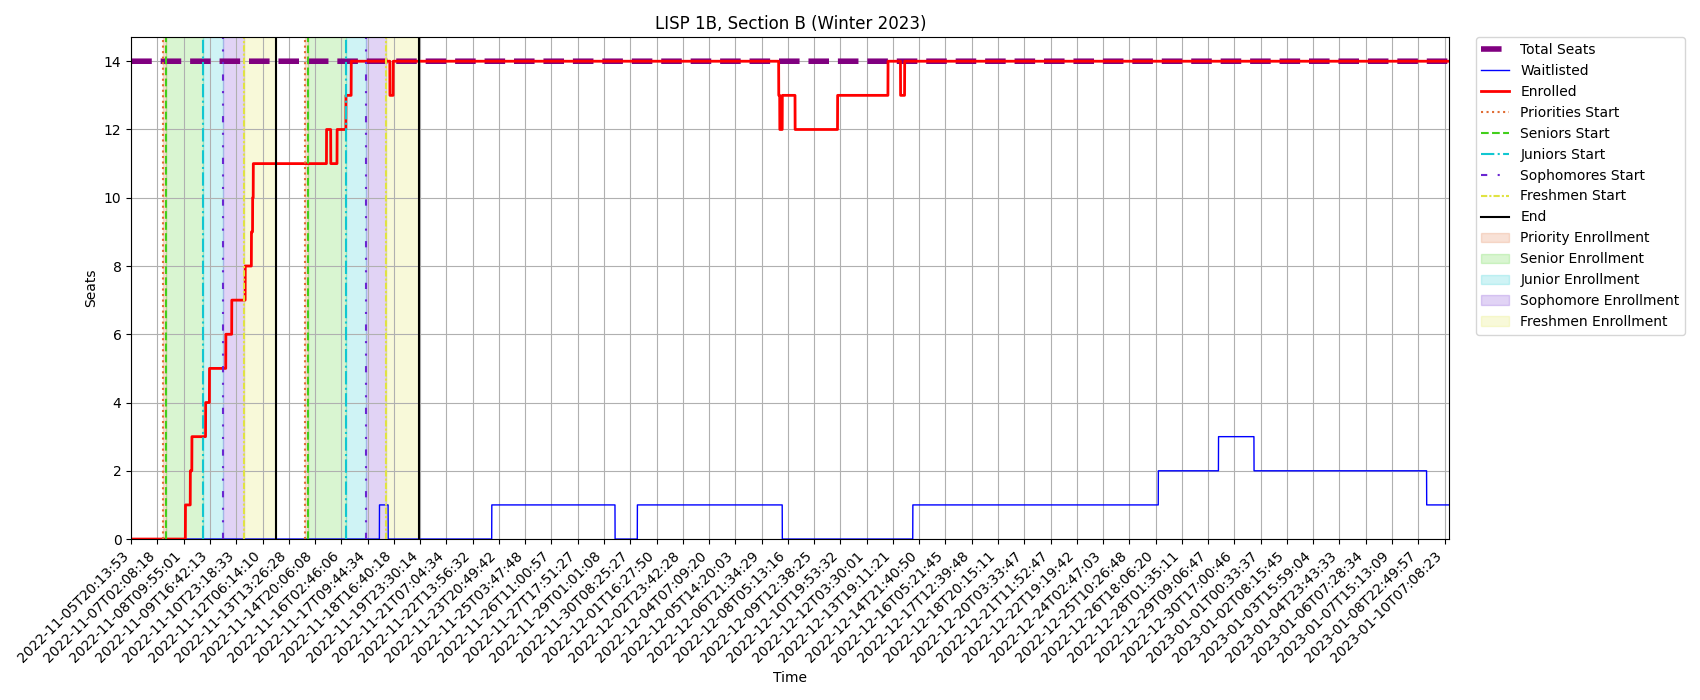 LISP 1B, Section B (Winter 2023)
Seats
14
12
10
8
6
4
2
0
2022-11-05T20:13:53
2022-11-07T02:08:18
2022-11-08T09:55:01
2022-11-09T16:42:13
2022-11-10T23:18:33
2022-11-12T06:14:10
2022-11-13T13:26:28
2022-11-14T20:06:08
2022-11-16T02:46:06
2022-11-17T09:44:34
2022-11-18T16:40:18
2022-11-19T23:30:14
2022-11-21T07:04:34
2022-11-22T13:56:32
2022-11-23T20:49:42
2022-11-25T03:47:48
2022-11-26T11:00:57
2022-11-27T17:51:27
2022-11-29T01:01:08
2022-11-30T08:25:27
2022-12-01T16:27:50
2022-12-02T23:42:28
2022-12-04T07:09:20
2022-12-05T14:20:03
2022-12-06T21:34:29
2022-12-08T05:13:16
2022-12-09T12:38:25
2022-12-10T19:53:32
2022-12-12T03:30:01
2022-12-13T19:11:21
2022-12-14T21:40:50
2022-12-16T05:21:45
2022-12-17T12:39:48
2022-12-18T20:15:11
2022-12-20T03:33:47
2022-12-21T11:52:47
2022-12-22T19:19:42
2022-12-24T02:47:03
2022-12-25T10:26:48
2022-12-26T18:06:20
2022-12-28T01:35:11
2022-12-29T09:06:47
2022-12-30T17:00:46
2023-01-01T00:33:37
2023-01-02T08:15:45
2023-01-03T15:59:04
2023-01-04T23:43:33
2023-01-06T07:28:34
2023-01-07T15:13:09
2023-01-08T22:49:57
2023-01-10T07:08:23
Time
Total Seats
Waitlisted
Enrolled
Priorities Start
Seniors Start
Juniors Start
Sophomores Start
Freshmen Start
End
Priority Enrollment
Senior Enrollment
Junior Enrollment
Sophomore Enrollment
Freshmen Enrollment